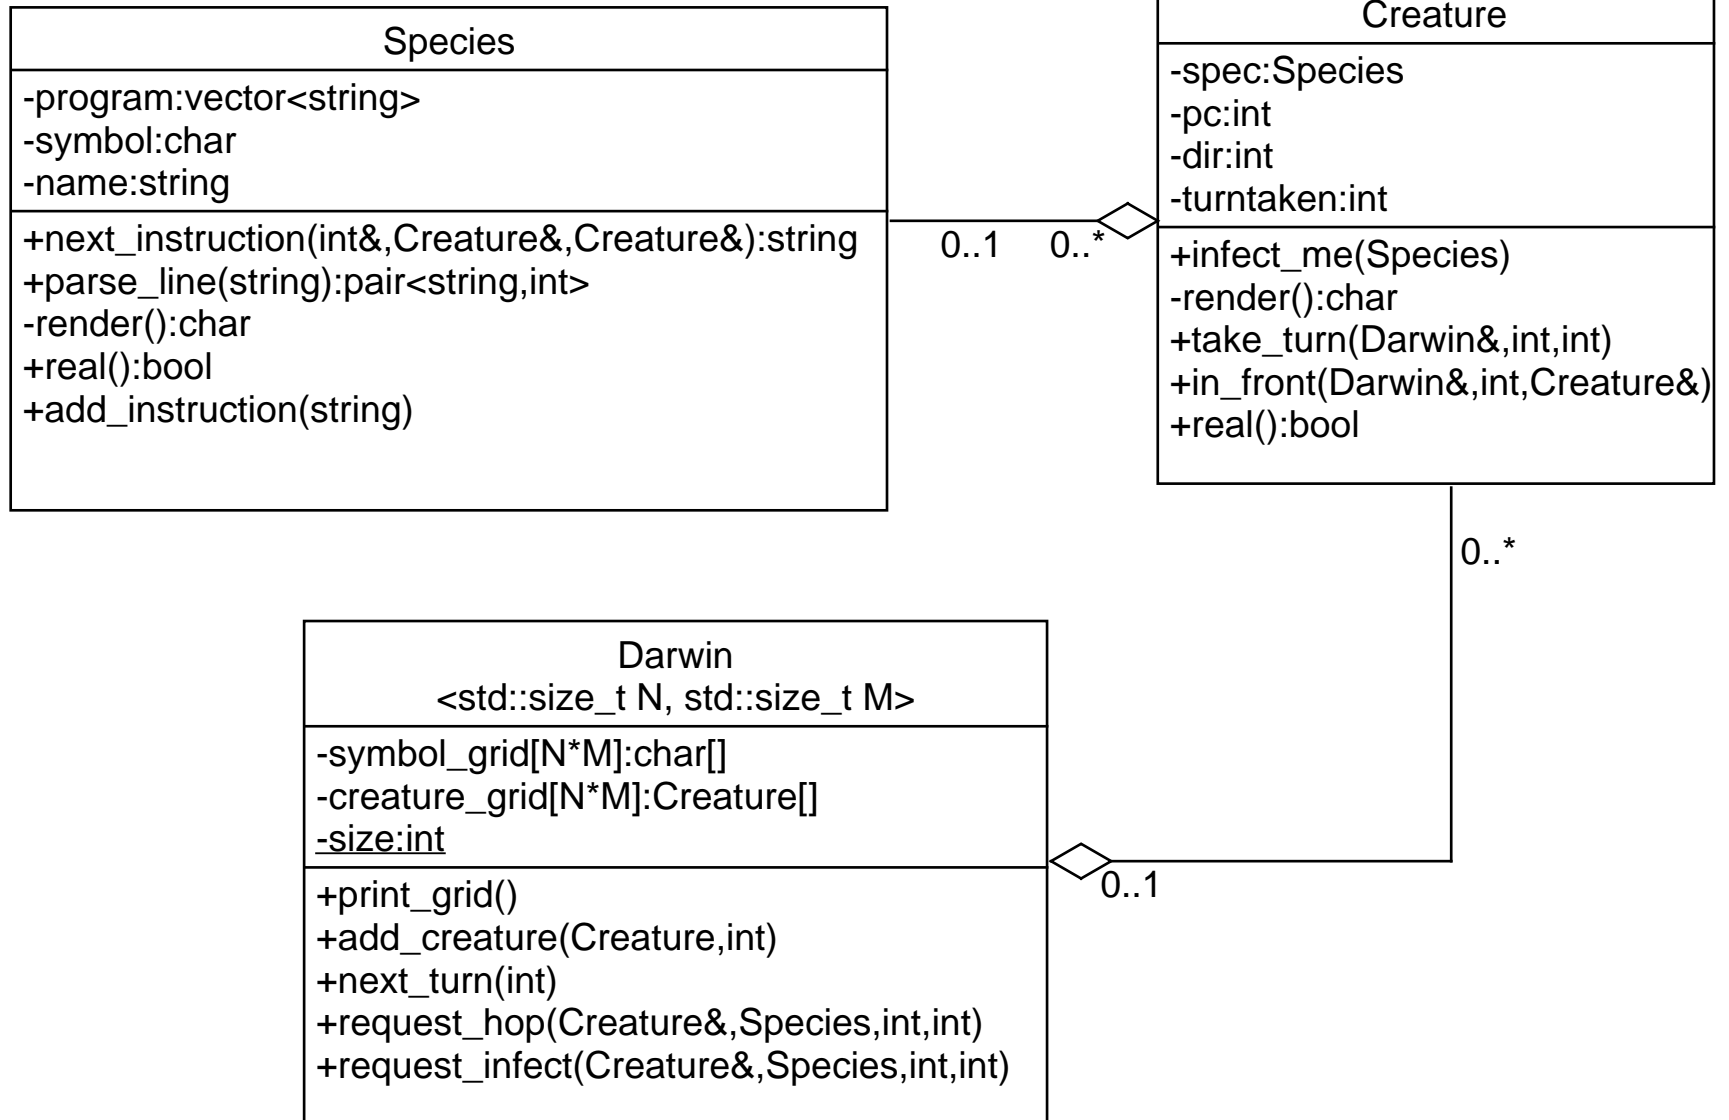 Species
-program:vector<string>
-symbol:char
-name:string
+next_instruction(int&,Creature&,Creature&):string
+parse_line(string):pair<string,int>
-render():char
+real():bool
+add_instruction(string)
0..1
0..*
Creature
-spec:Species
-pc:int
-dir:int
-turntaken:int
+infect_me(Species)
-render():char
+take_turn(Darwin&,int,int)
+in_front(Darwin&,int,Creature&)
+real():bool
0..*
Darwin
<std::size_t N, std::size_t M>
-symbol_grid[N*M]:char[]
-creature_grid[N*M]:Creature[]
-size:int
+print_grid()
+add_creature(Creature,int)
+next_turn(int)
+request_hop(Creature&,Species,int,int)
+request_infect(Creature&,Species,int,int)
0..1